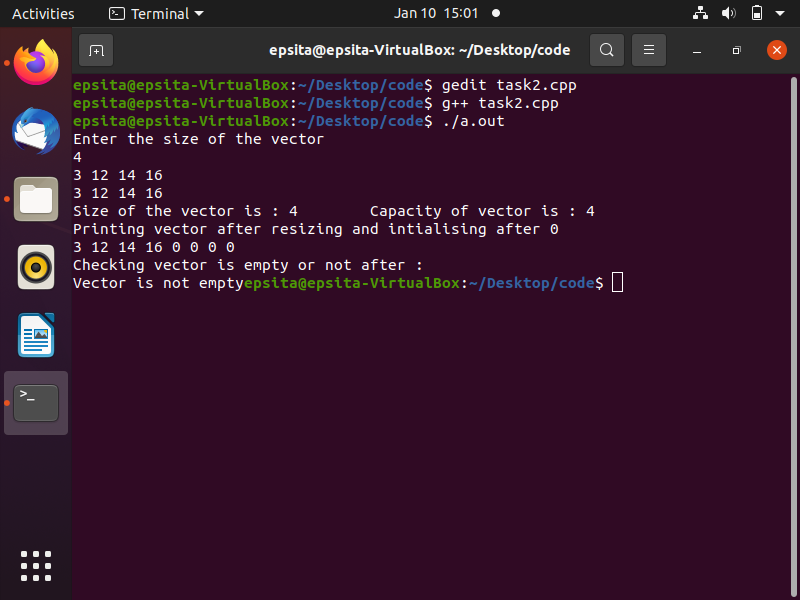 Activities Terminal Jan 10 15:01
epsita@epsita-VirtualBox: ~/Desktop/code
epsita@epsita-VirtualBox:~/Desktop/code$ gedit task2.cpp
epsita@epsita-VirtualBox:~/Desktop/code$ g++ task2.cpp
epsita@epsita-VirtualBox:~/Desktop/code$ ./a.out
Enter the size of the vector
4
3 12 14 16
3 12 14 16
Size of the vector is : 4        Capacity of vector is : 4
Printing vector after resizing and intialising after 0
3 12 14 16 0 0 0 0
Checking vector is empty or not after :
Vector is not emptyepsita@epsita-VirtualBox:~/Desktop/code$
>_